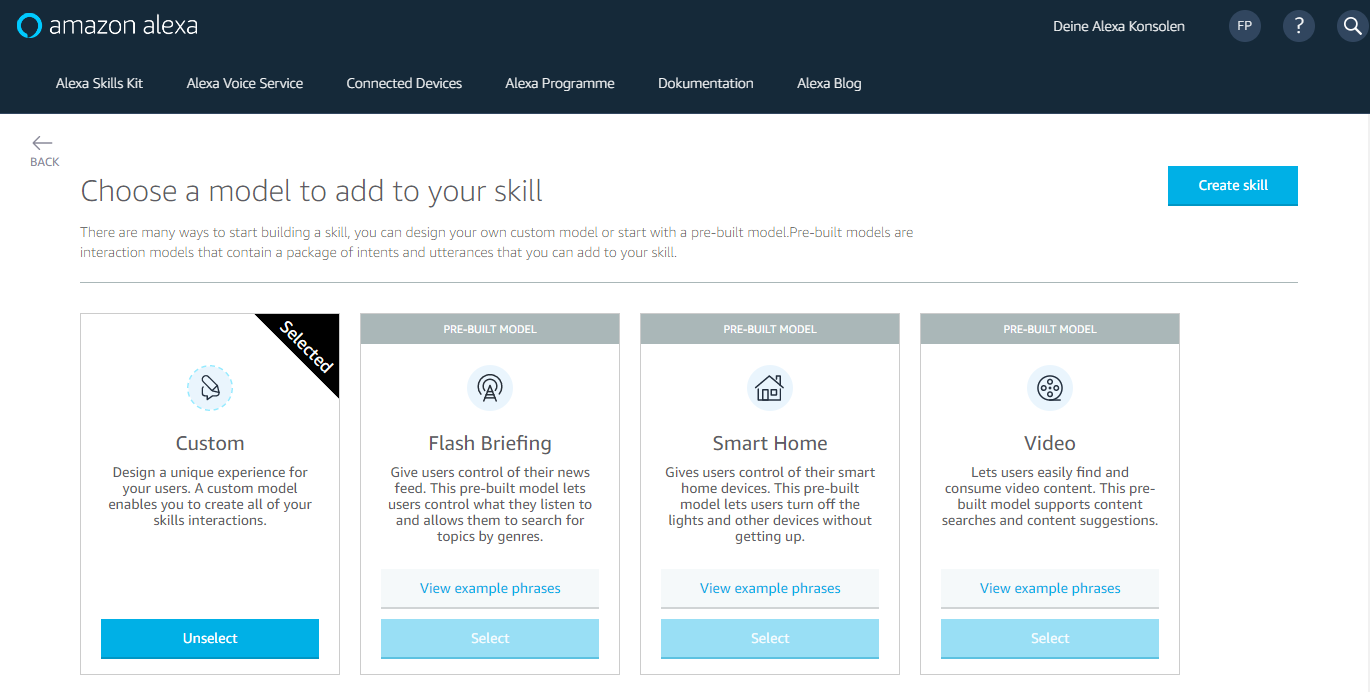 amazon alexa
Deine Alexa Konsolen
FP
?
Alexa Skills Kit
Alexa Voice Service
Connected Devices
Alexa Programme
Dokumentation
Alexa Blog
BACK
Choose a model to add to your skill
Create skill
There are many ways to start building a skill, you can design your own custom model or start with a pre-built model.Pre-built models are
interaction models that contain a package of intents and utterances that you can add to your skill.
Selected
Custom
Design a unique experience for
your users. A custom model
enables you to create all of your
skills interactions.
Unselect
PRE-BUILT MODEL
Flash Briefing
Give users control of their news
feed. This pre-built model lets
users control what they listen to
and allows them to search for
topics by genres.
View example phrases
Select
PRE-BUILT MODEL
Smart Home
Gives users control of their smart
home devices. This pre-built
model lets users turn off the
lights and other devices without
getting up.
View example phrases
Select
PRE-BUILT MODEL
Video
Lets users easily find and
consume video content. This pre-
built model supports content
searches and content suggestions.
View example phrases
Select